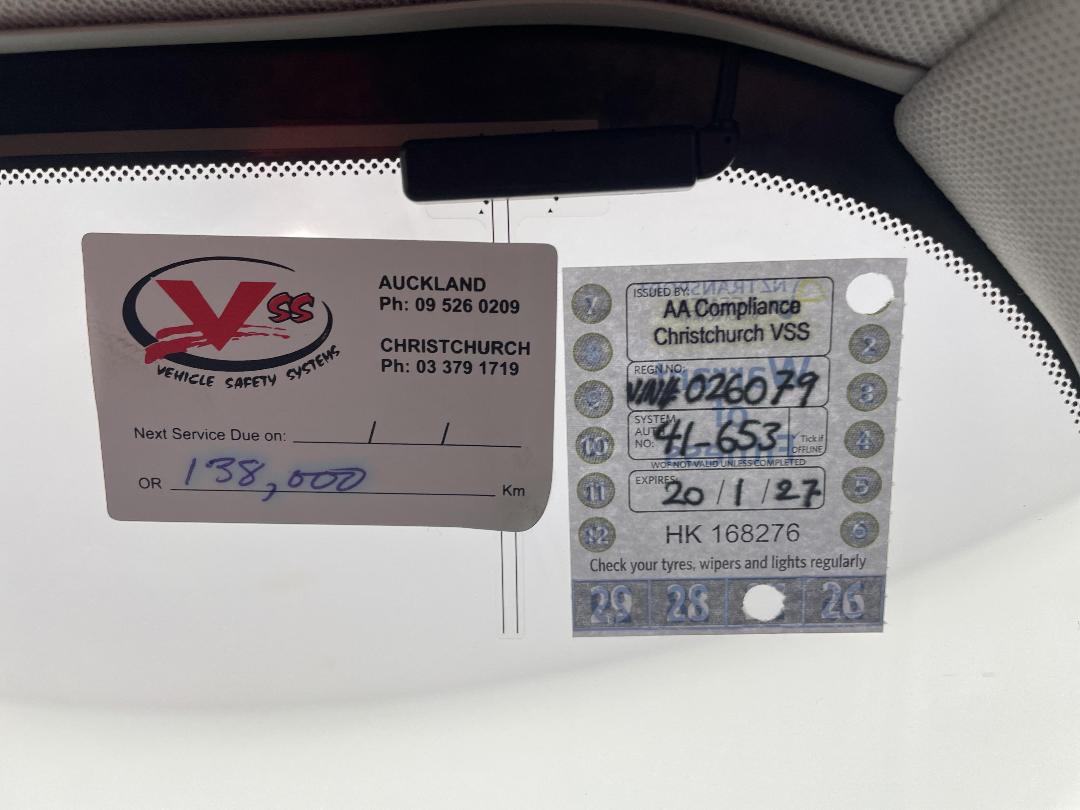 VSS
VEHICLE SAFETY SYSTEMS
AUCKLAND
Ph: 09 526 0209
CHRISTCHURCH
Ph: 03 379 1719
Next Service Due on: / /
OR 138,000 Km
ISSUED BY:
AA Compliance
Christchurch VSS
REGN.NO:
VIN# 026079
SYSTEM
AUTH
NO: 41-653
Tick if
OFFLINE
WOF NOT VALID UNLESS COMPLETED
EXPIRES: 20 / 1 / 27
HK 168276
Check your tyres, wipers and lights regularly
2
3
4
5
6
10
11
12
29 28 26